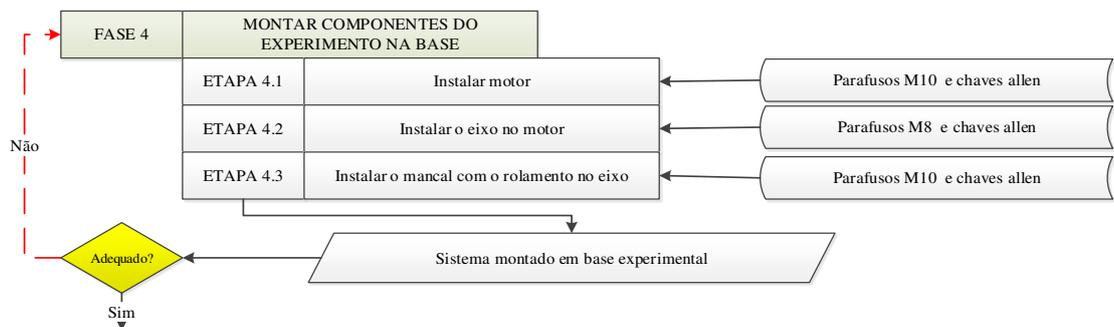 FASE 4
MONTAR COMPONENTES DO
EXPERIMENTO NA BASE
ETAPA 4.1
Instalar motor
Parafusos M10 e chaves allen
ETAPA 4.2
Instalar o eixo no motor
Parafusos M8 e chaves allen
ETAPA 4.3
Instalar o mancal com o rolamento no eixo
Parafusos M10 e chaves allen
Não
Adequado?
Sistema montado em base experimental
Sim